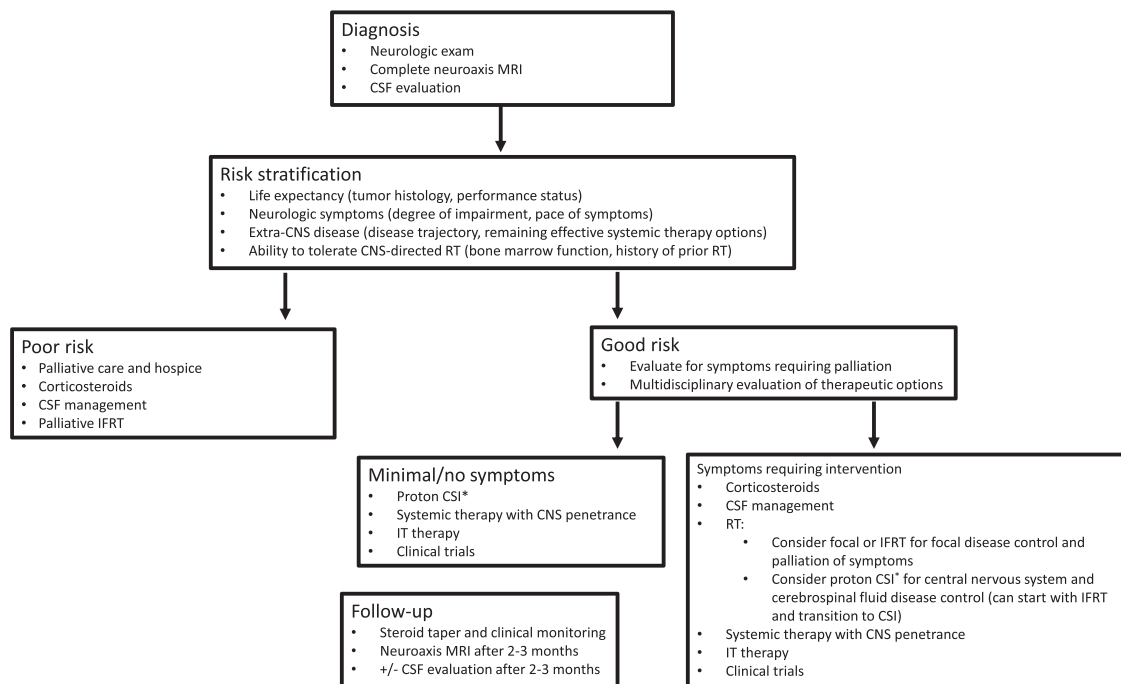 Diagnosis
• Neurologic exam
• Complete neuroaxis MRI
• CSF evaluation
Risk stratification
• Life expectancy (tumor histology, performance status)
• Neurologic symptoms (degree of impairment, pace of symptoms)
• Extra-CNS disease (disease trajectory, remaining effective systemic therapy options)
• Ability to tolerate CNS-directed RT (bone marrow function, history of prior RT)
Poor risk
• Palliative care and hospice
• Corticosteroids
• CSF management
• Palliative IFRT
Good risk
• Evaluate for symptoms requiring palliation
• Multidisciplinary evaluation of therapeutic options
Minimal/no symptoms
• Proton CSI*
• Systemic therapy with CNS penetrance
• IT therapy
• Clinical trials
Symptoms requiring intervention
• Corticosteroids
• CSF management
• RT:
• Consider focal or IFRT for focal disease control and
palliation of symptoms
• Consider proton CSI* for central nervous system and
cerebrospinal fluid disease control (can start with IFRT
and transition to CSI)
• Systemic therapy with CNS penetrance
• IT therapy
• Clinical trials
Follow-up
• Steroid taper and clinical monitoring
• Neuroaxis MRI after 2-3 months
• +/- CSF evaluation after 2-3 months